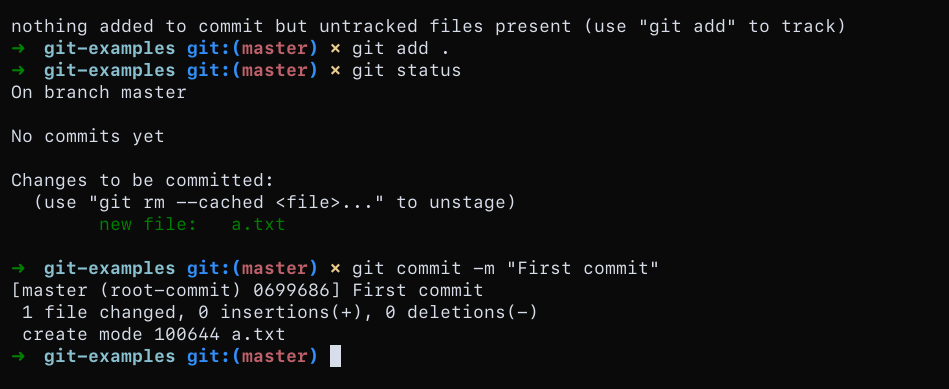 nothing added to commit but untracked files present (use "git add" to track)
➜  git-examples git:(master) ✗ git add .
➜  git-examples git:(master) ✗ git status
On branch master

No commits yet

Changes to be committed:
  (use "git rm --cached <file>..." to unstage)
        new file:   a.txt

➜  git-examples git:(master) ✗ git commit -m "First commit"
[master (root-commit) 0699686] First commit
 1 file changed, 0 insertions(+), 0 deletions(-)
 create mode 100644 a.txt
➜  git-examples git:(master)